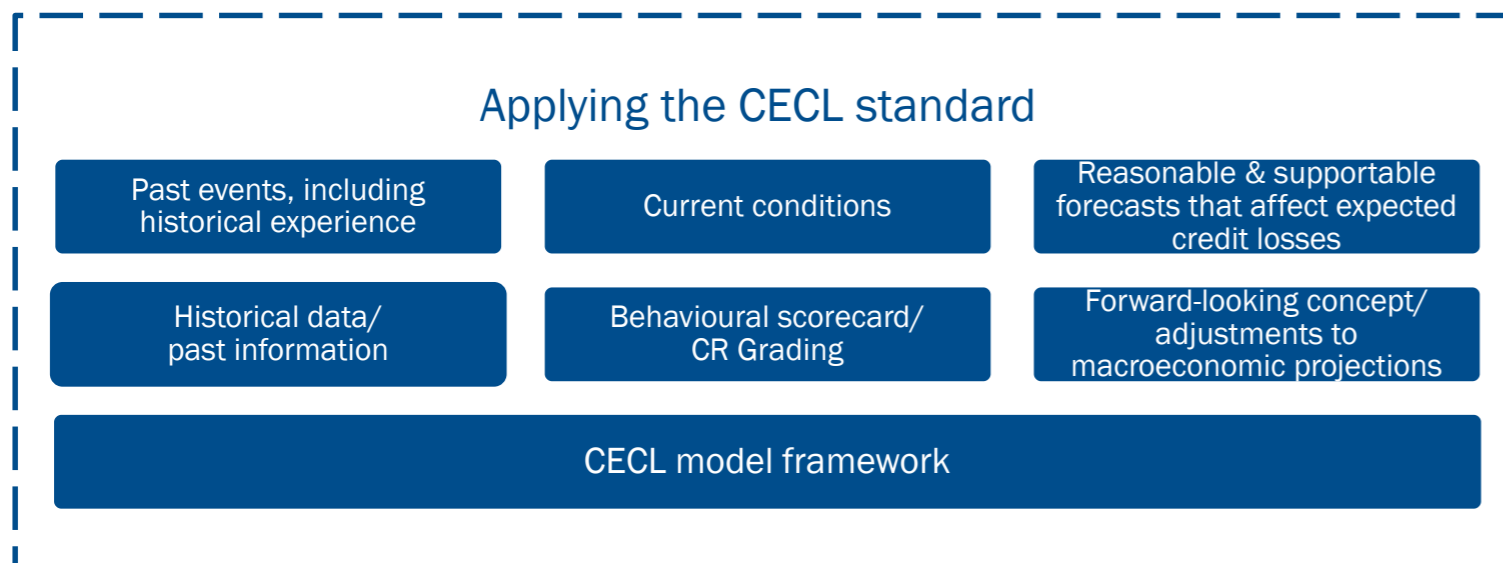 Applying the CECL standard
Past events, including
historical experience
Current conditions
Reasonable & supportable
forecasts that affect expected
credit losses
Historical data/
past information
Behavioural scorecard/
CR Grading
Forward-looking concept/
adjustments to
macroeconomic projections
CECL model framework